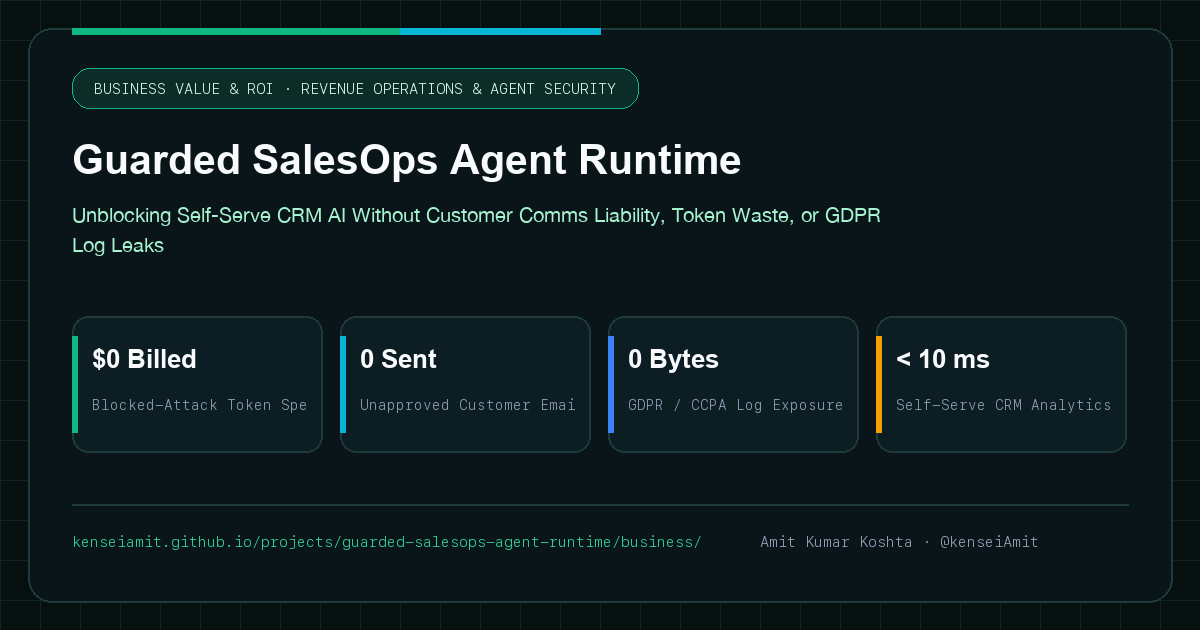 BUSINESS VALUE & ROI · REVENUE OPERATIONS & AGENT SECURITY
Guarded SalesOps Agent Runtime
Unblocking Self-Serve CRM AI Without Customer Comms Liability, Token Waste, or GDPR
Log Leaks
$0 Billed
Blocked-Attack Token Spe
0 Sent
Unapproved Customer Emai
0 Bytes
GDPR / CCPA Log Exposure
< 10 ms
Self-Serve CRM Analytics
kenseiamit.github.io/projects/guarded-salesops-agent-runtime/business/
Amit Kumar Koshta · @kenseiAmit